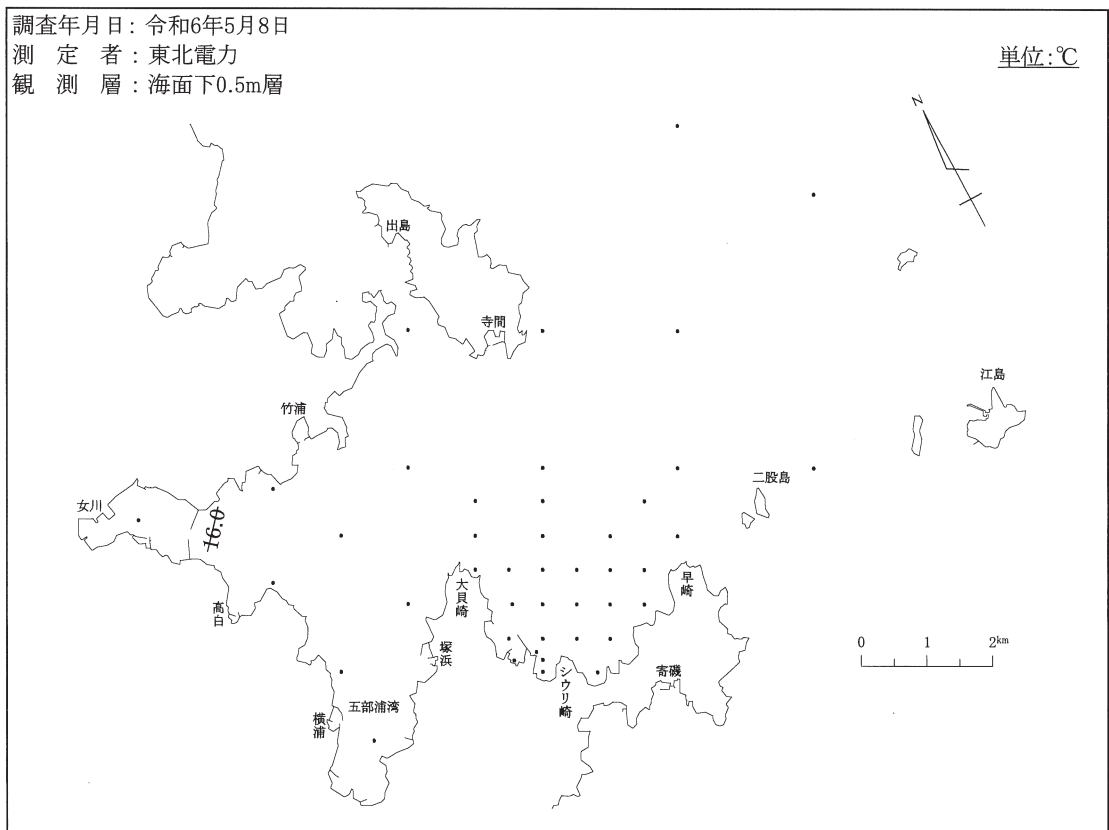 調査年月日：令和6年5月8日
測　定　者：東北電力
観　測　層：海面下0.5m層
単位：℃
N
出島
寺間
江島
竹浦
二股島
女川
16.0
大貝崎
早崎
高白
塚浜
シウリ崎
寄磯
五部浦湾
横浦
0 1 2km